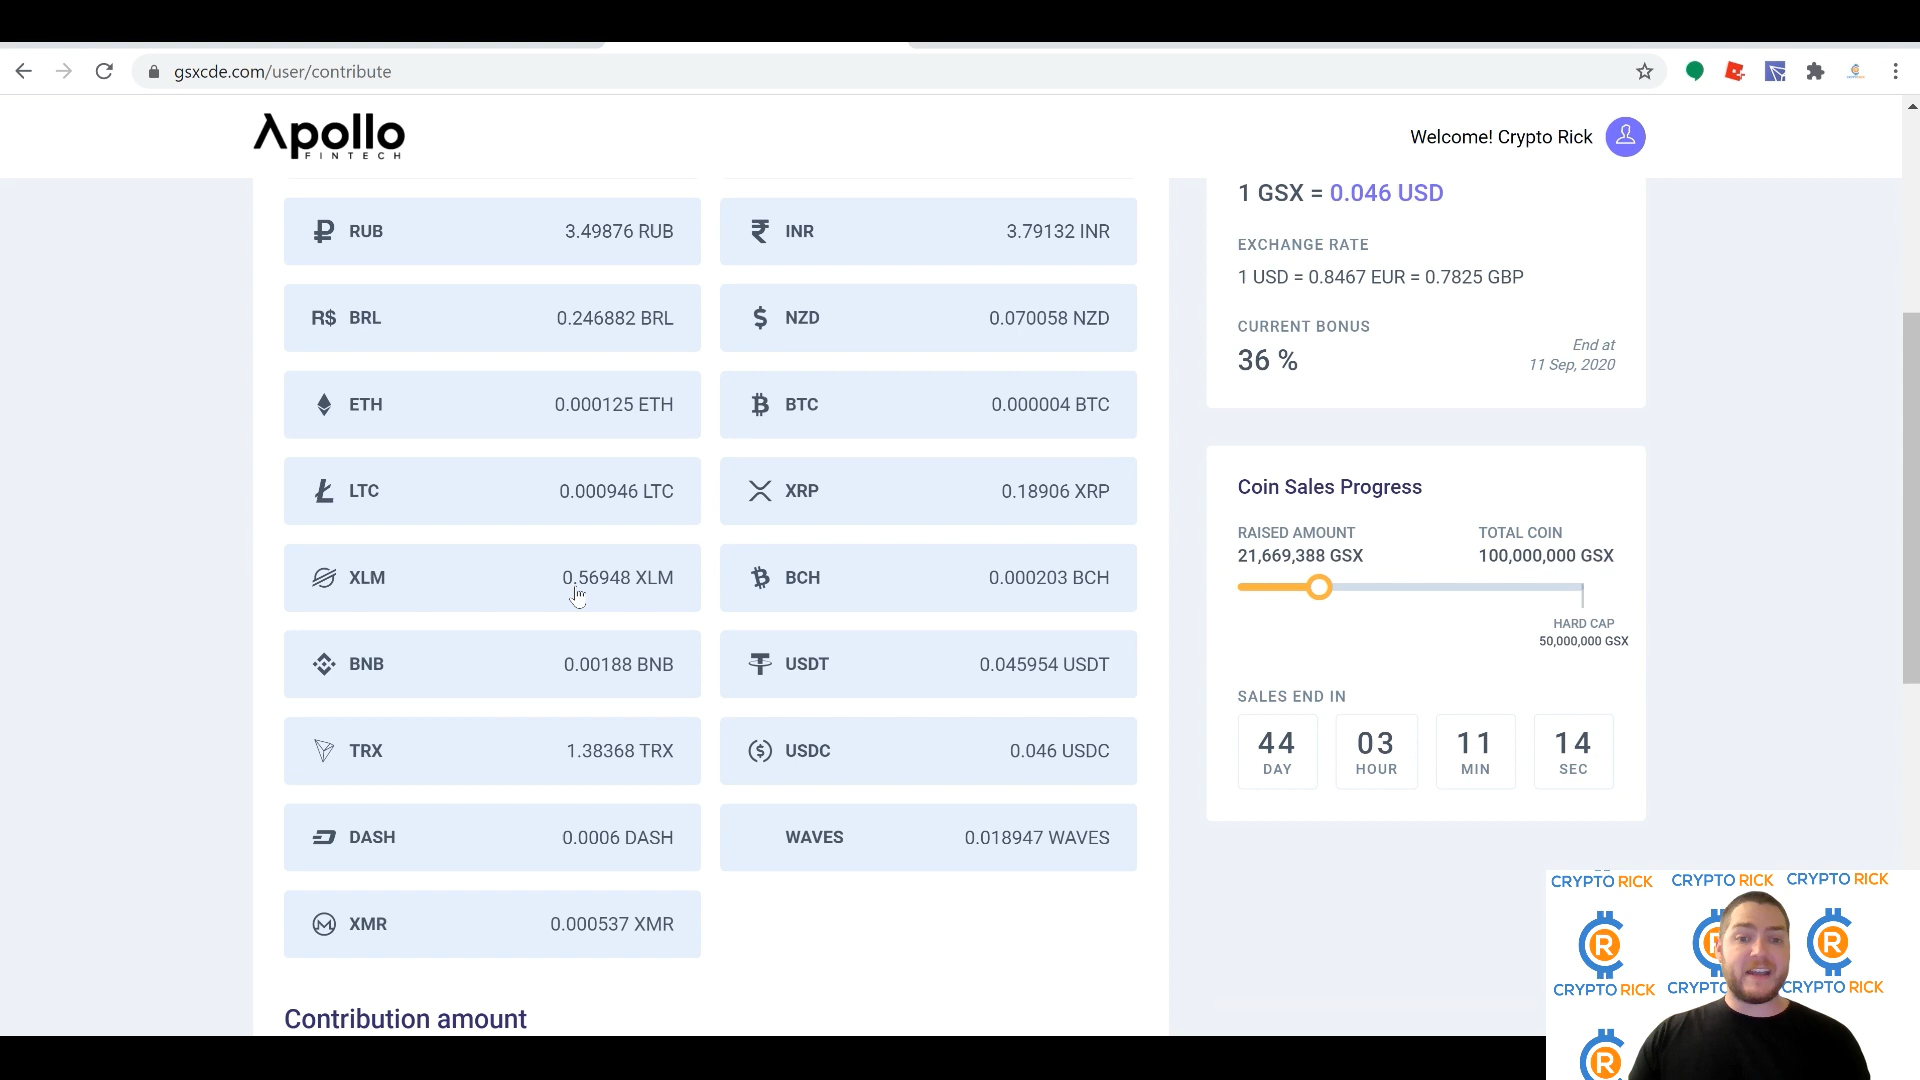 gsxcde.com/user/contribute
Apollo
FINTECH
Welcome! Crypto Rick
RUB 3.49876 RUB
INR 3.79132 INR
R$ BRL 0.246882 BRL
$ NZD 0.070058 NZD
ETH 0.000125 ETH
BTC 0.000004 BTC
LTC 0.000946 LTC
XRP 0.18906 XRP
XLM 0.56948 XLM
BCH 0.000203 BCH
BNB 0.00188 BNB
USDT 0.045954 USDT
TRX 1.38368 TRX
USDC 0.046 USDC
DASH 0.0006 DASH
WAVES 0.018947 WAVES
XMR 0.000537 XMR
Contribution amount
1 GSX = 0.046 USD
EXCHANGE RATE
1 USD = 0.8467 EUR = 0.7825 GBP
CURRENT BONUS
36 %
End at
11 Sep, 2020
Coin Sales Progress
RAISED AMOUNT TOTAL COIN
21,669,388 GSX 100,000,000 GSX
HARD CAP
50,000,000 GSX
SALES END IN
44 03 11 14
DAY HOUR MIN SEC
CRYPTO RICK CRYPTO RICK CRYPTO RICK
CRYPTO RICK CRYPTO CRYPTO RICK